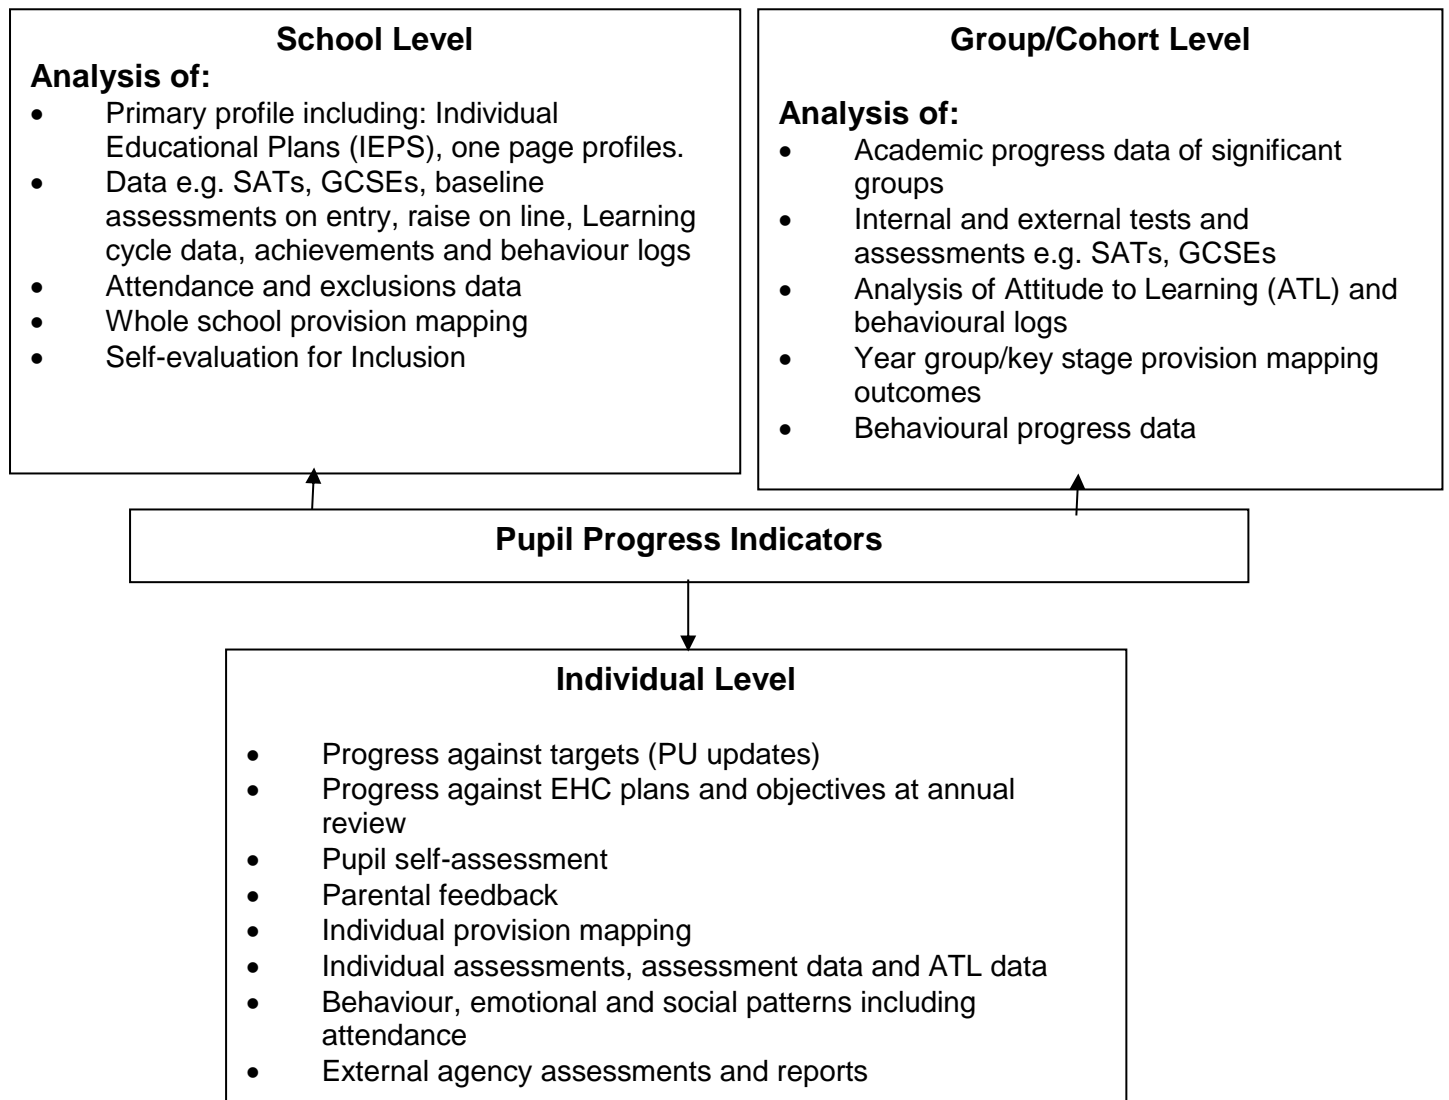 School Level
Analysis of:
• Primary profile including: Individual
Educational Plans (IEPS), one page profiles.
• Data e.g. SATs, GCSEs, baseline
assessments on entry, raise on line, Learning
cycle data, achievements and behaviour logs
• Attendance and exclusions data
• Whole school provision mapping
• Self-evaluation for Inclusion
Group/Cohort Level
Analysis of:
• Academic progress data of significant
groups
• Internal and external tests and
assessments e.g. SATs, GCSEs
• Analysis of Attitude to Learning (ATL) and
behavioural logs
• Year group/key stage provision mapping
outcomes
• Behavioural progress data
Pupil Progress Indicators
Individual Level
• Progress against targets (PU updates)
• Progress against EHC plans and objectives at annual
review
• Pupil self-assessment
• Parental feedback
• Individual provision mapping
• Individual assessments, assessment data and ATL data
• Behaviour, emotional and social patterns including
attendance
• External agency assessments and reports